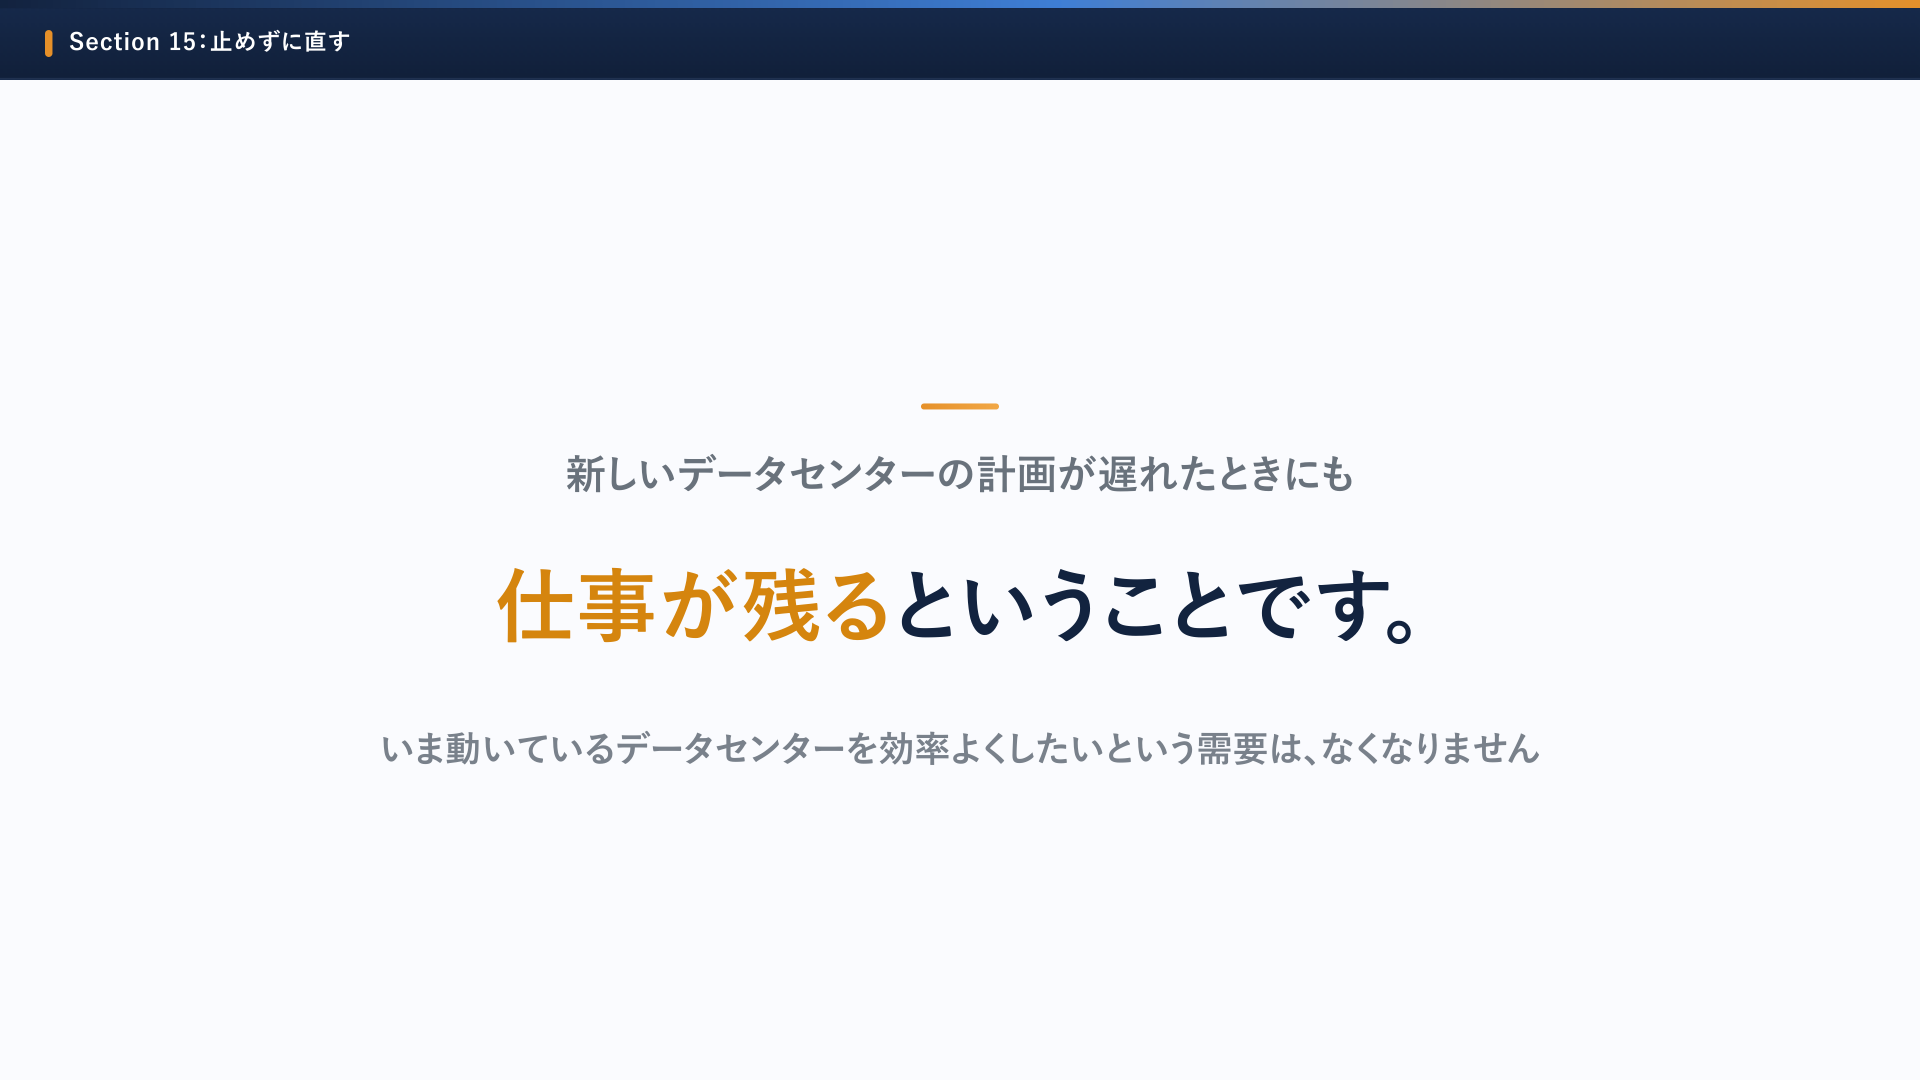 Section 15：止めずに直す
新しいデータセンターの計画が遅れたときにも
仕事が残るということです。
いま動いているデータセンターを効率よくしたいという需要は、なくなりません